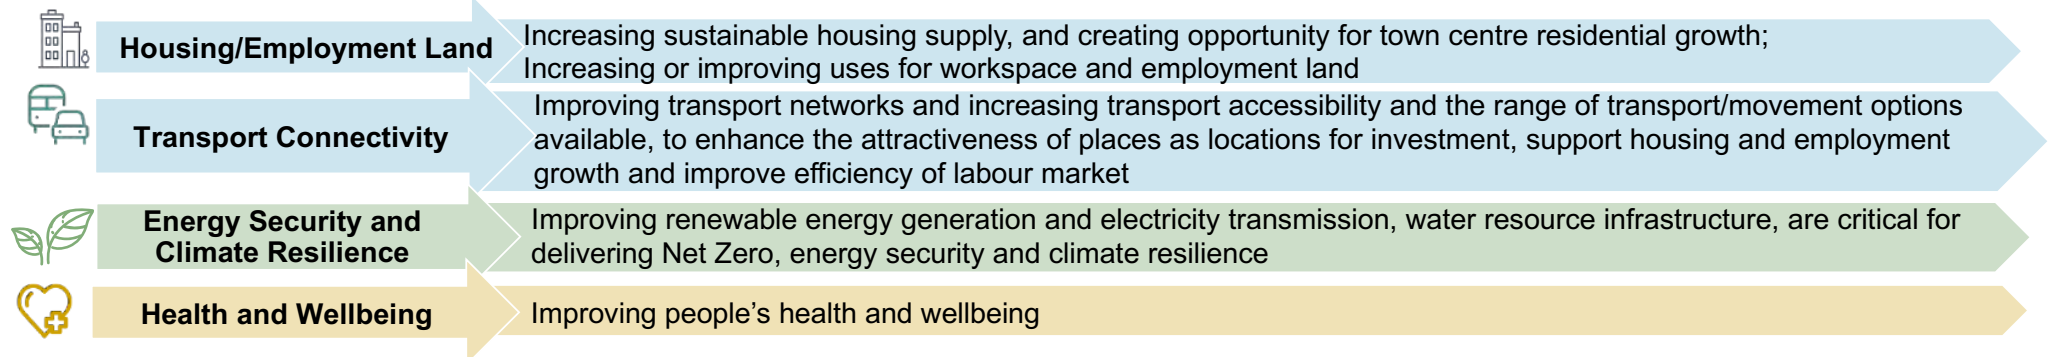 Housing/Employment Land
Increasing sustainable housing supply, and creating opportunity for town centre residential growth;
Increasing or improving uses for workspace and employment land
Transport Connectivity
Improving transport networks and increasing transport accessibility and the range of transport/movement options
available, to enhance the attractiveness of places as locations for investment, support housing and employment
growth and improve efficiency of labour market
Energy Security and
Climate Resilience
Improving renewable energy generation and electricity transmission, water resource infrastructure, are critical for
delivering Net Zero, energy security and climate resilience
Health and Wellbeing
Improving people’s health and wellbeing